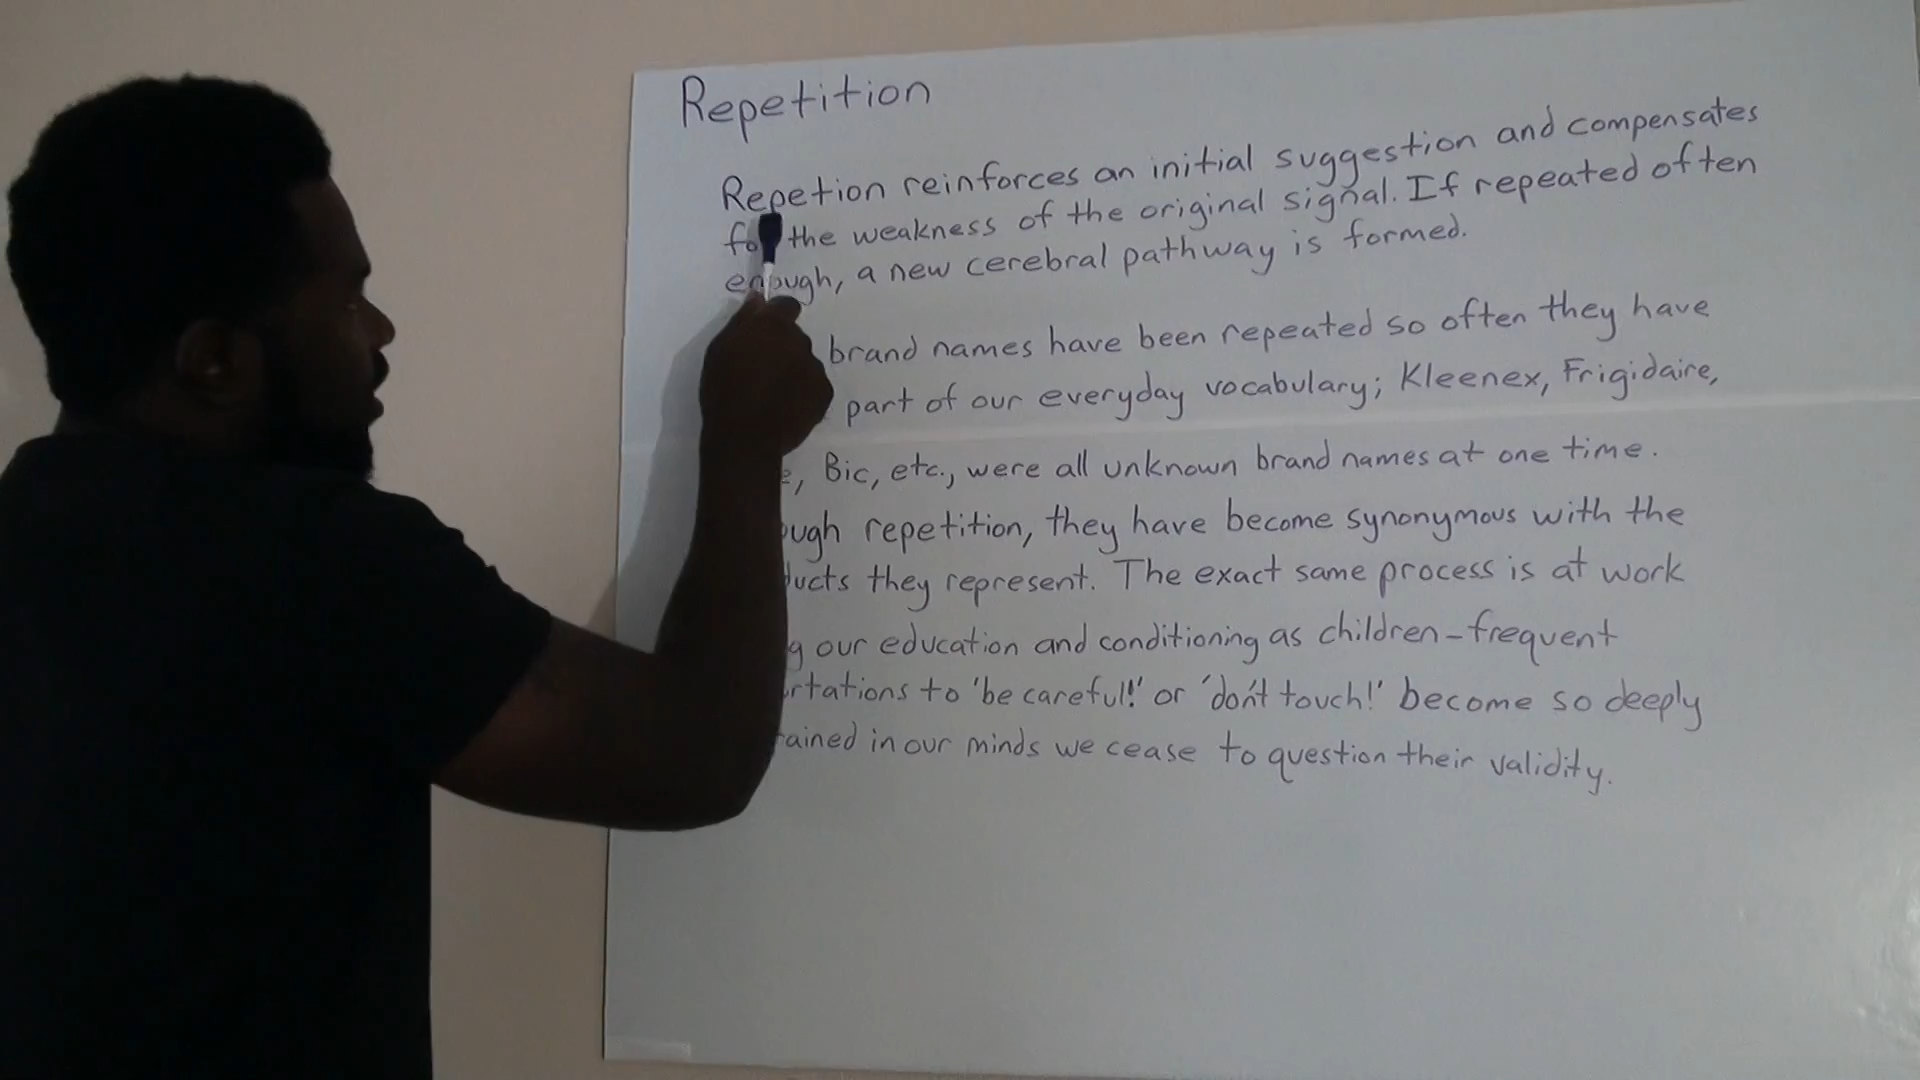 Repetition
Repetion reinforces an initial suggestion and compensates
for the weakness of the original signal. If repeated often
enough, a new cerebral pathway is formed.
brand names have been repeated so often they have
part of our everyday vocabulary; Kleenex, Frigidaire,
Bic, etc., were all unknown brand names at one time.
repetition, they have become synonymous with the
they represent. The exact same process is at work
our education and conditioning as children-frequent
to 'be careful!' or 'don't touch!' become so deeply
in our minds we cease to question their validity.